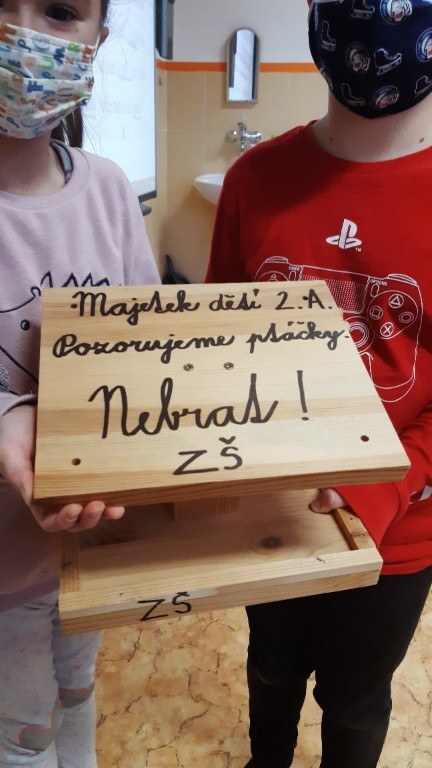 Majetek dětí 2.A.
Pozorujeme ptáčky.
Nebrat!
ZŠ
ZŠ